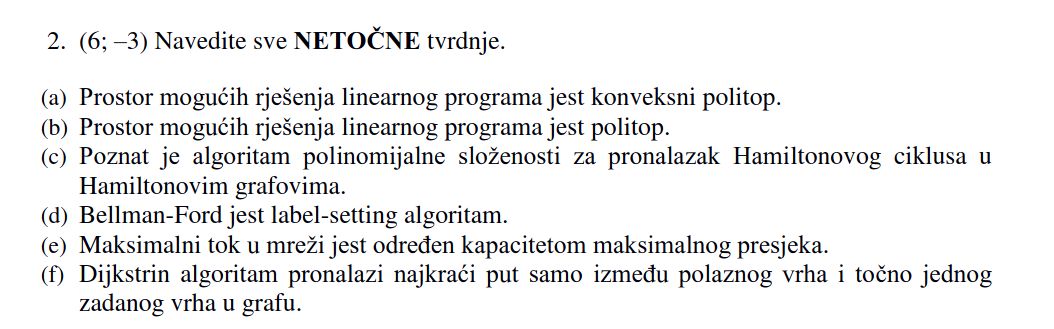 2. (6; –3) Navedite sve NETOČNE tvrdnje.
(a) Prostor mogućih rješenja linearnog programa jest konveksni politop.
(b) Prostor mogućih rješenja linearnog programa jest politop.
(c) Poznat je algoritam polinomijalne složenosti za pronalazak Hamiltonovog ciklusa u
Hamiltonovim grafovima.
(d) Bellman-Ford jest label-setting algoritam.
(e) Maksimalni tok u mreži jest određen kapacitetom maksimalnog presjeka.
(f) Dijkstrin algoritam pronalazi najkraći put samo između polaznog vrha i točno jednog
zadanog vrha u grafu.